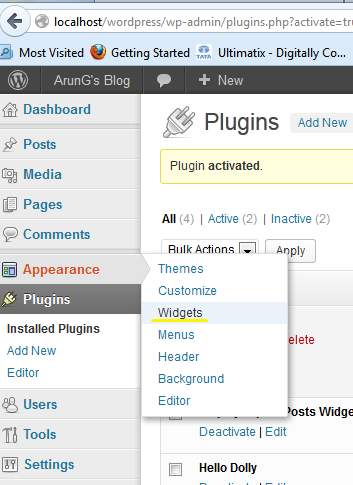 localhost/wordpress/wp-admin/plugins.php?activate=tru
Most Visited Getting Started TATA Ultimatix - Digitally Co...
ArunG's Blog + New
Dashboard
Posts
Media
Pages
Comments
Appearance
Plugins
Installed Plugins
Add New
Editor
Users
Tools
Settings
Plugins Add New
Plugin activated.
All (4) | Active (2) | Inactive (2)
Bulk Actions Apply
Themes
Customize
Widgets
Menus
Header
Background
Editor
elete
Posts Widge
Deactivate | Edit
Hello Dolly